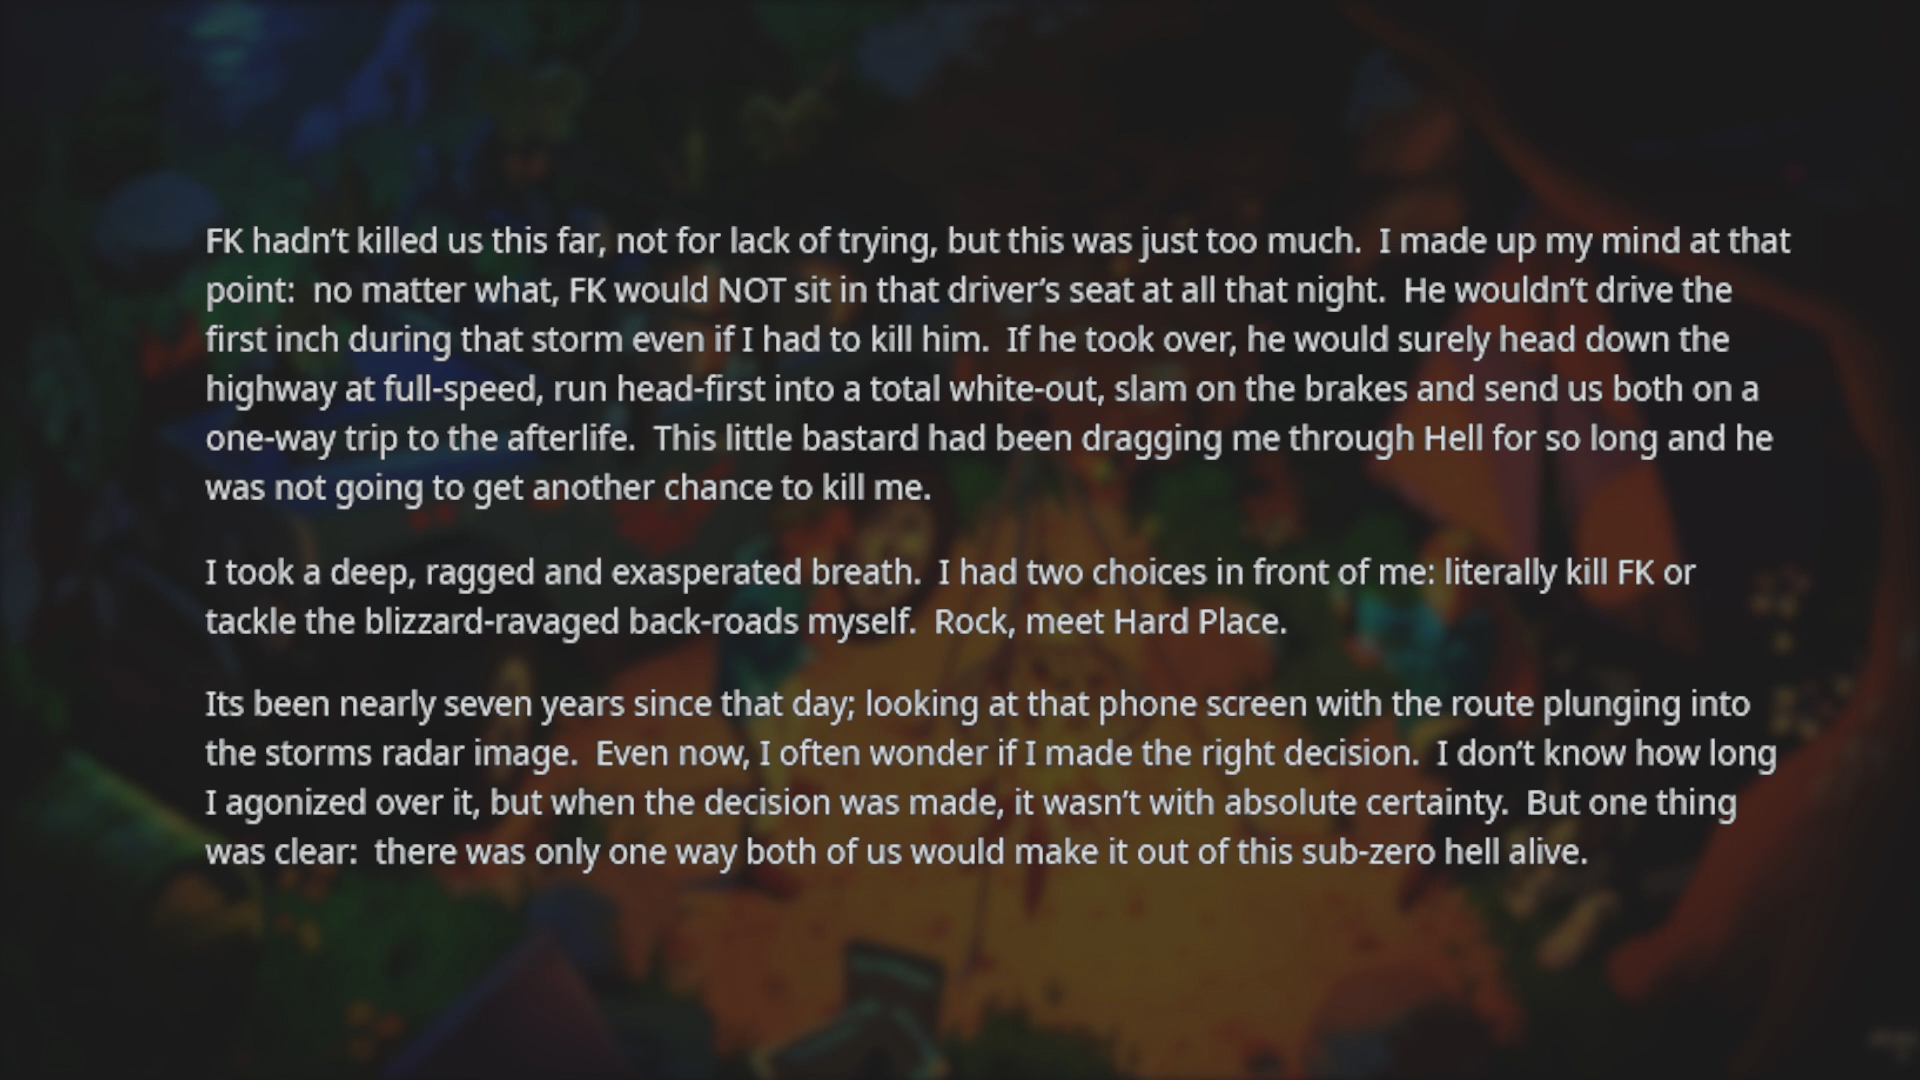 FK hadn’t killed us this far, not for lack of trying, but this was just too much.  I made up my mind at that
point:  no matter what, FK would NOT sit in that driver’s seat at all that night.  He wouldn’t drive the
first inch during that storm even if I had to kill him.  If he took over, he would surely head down the
highway at full-speed, run head-first into a total white-out, slam on the brakes and send us both on a
one-way trip to the afterlife.  This little bastard had been dragging me through Hell for so long and he
was not going to get another chance to kill me.
I took a deep, ragged and exasperated breath.  I had two choices in front of me: literally kill FK or
tackle the blizzard-ravaged back-roads myself.  Rock, meet Hard Place.
Its been nearly seven years since that day; looking at that phone screen with the route plunging into
the storms radar image.  Even now, I often wonder if I made the right decision.  I don’t know how long
I agonized over it, but when the decision was made, it wasn’t with absolute certainty.  But one thing
was clear:  there was only one way both of us would make it out of this sub-zero hell alive.